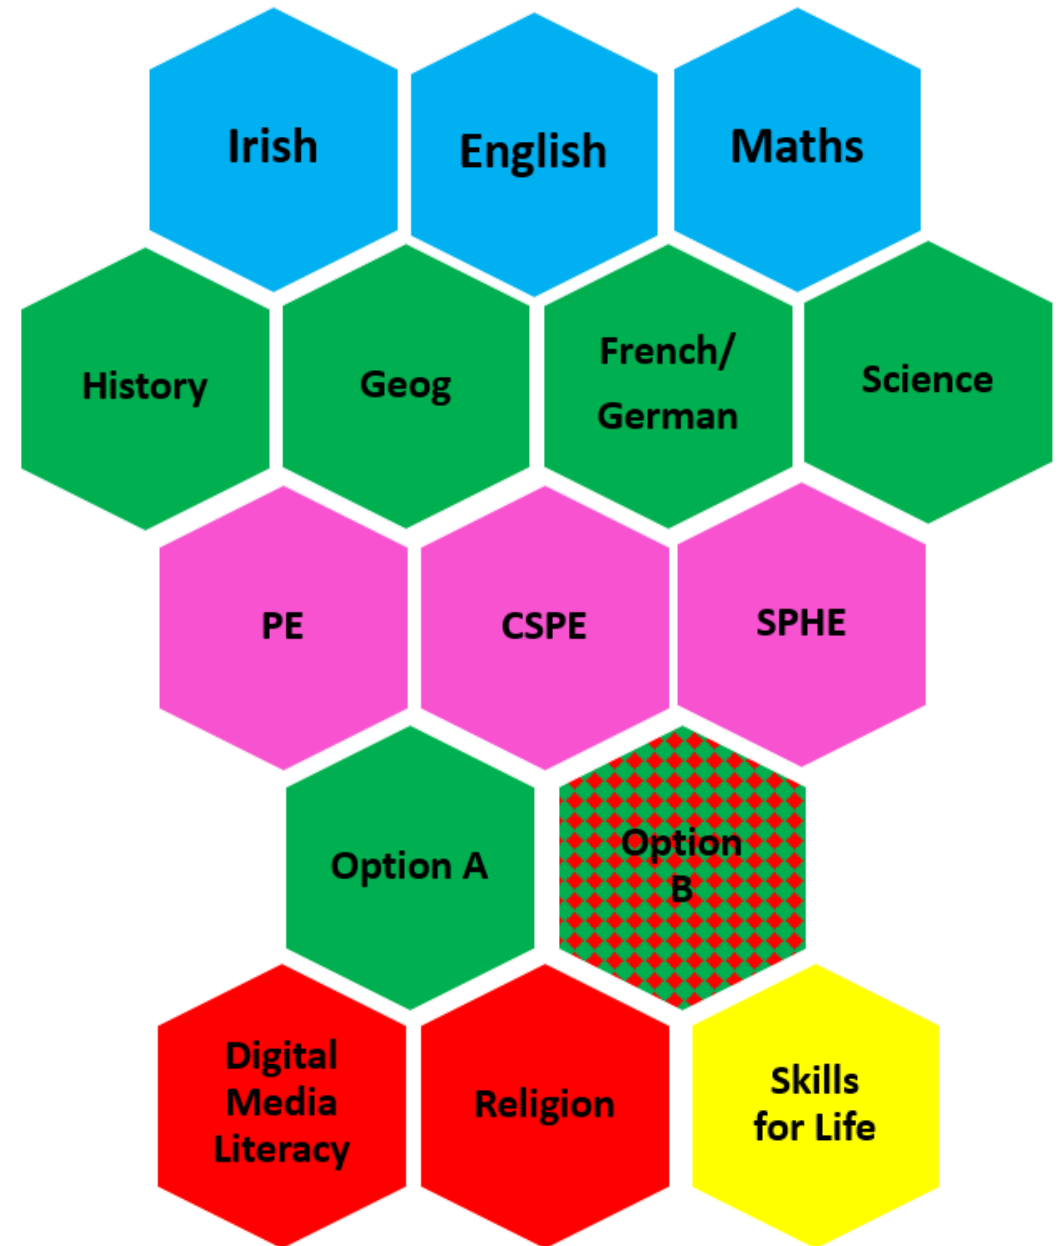 Irish
English
Maths
History
Geog
French/
German
Science
PE
CSPE
SPHE
Option A
Option
B
Digital
Media
Literacy
Religion
Skills
for Life